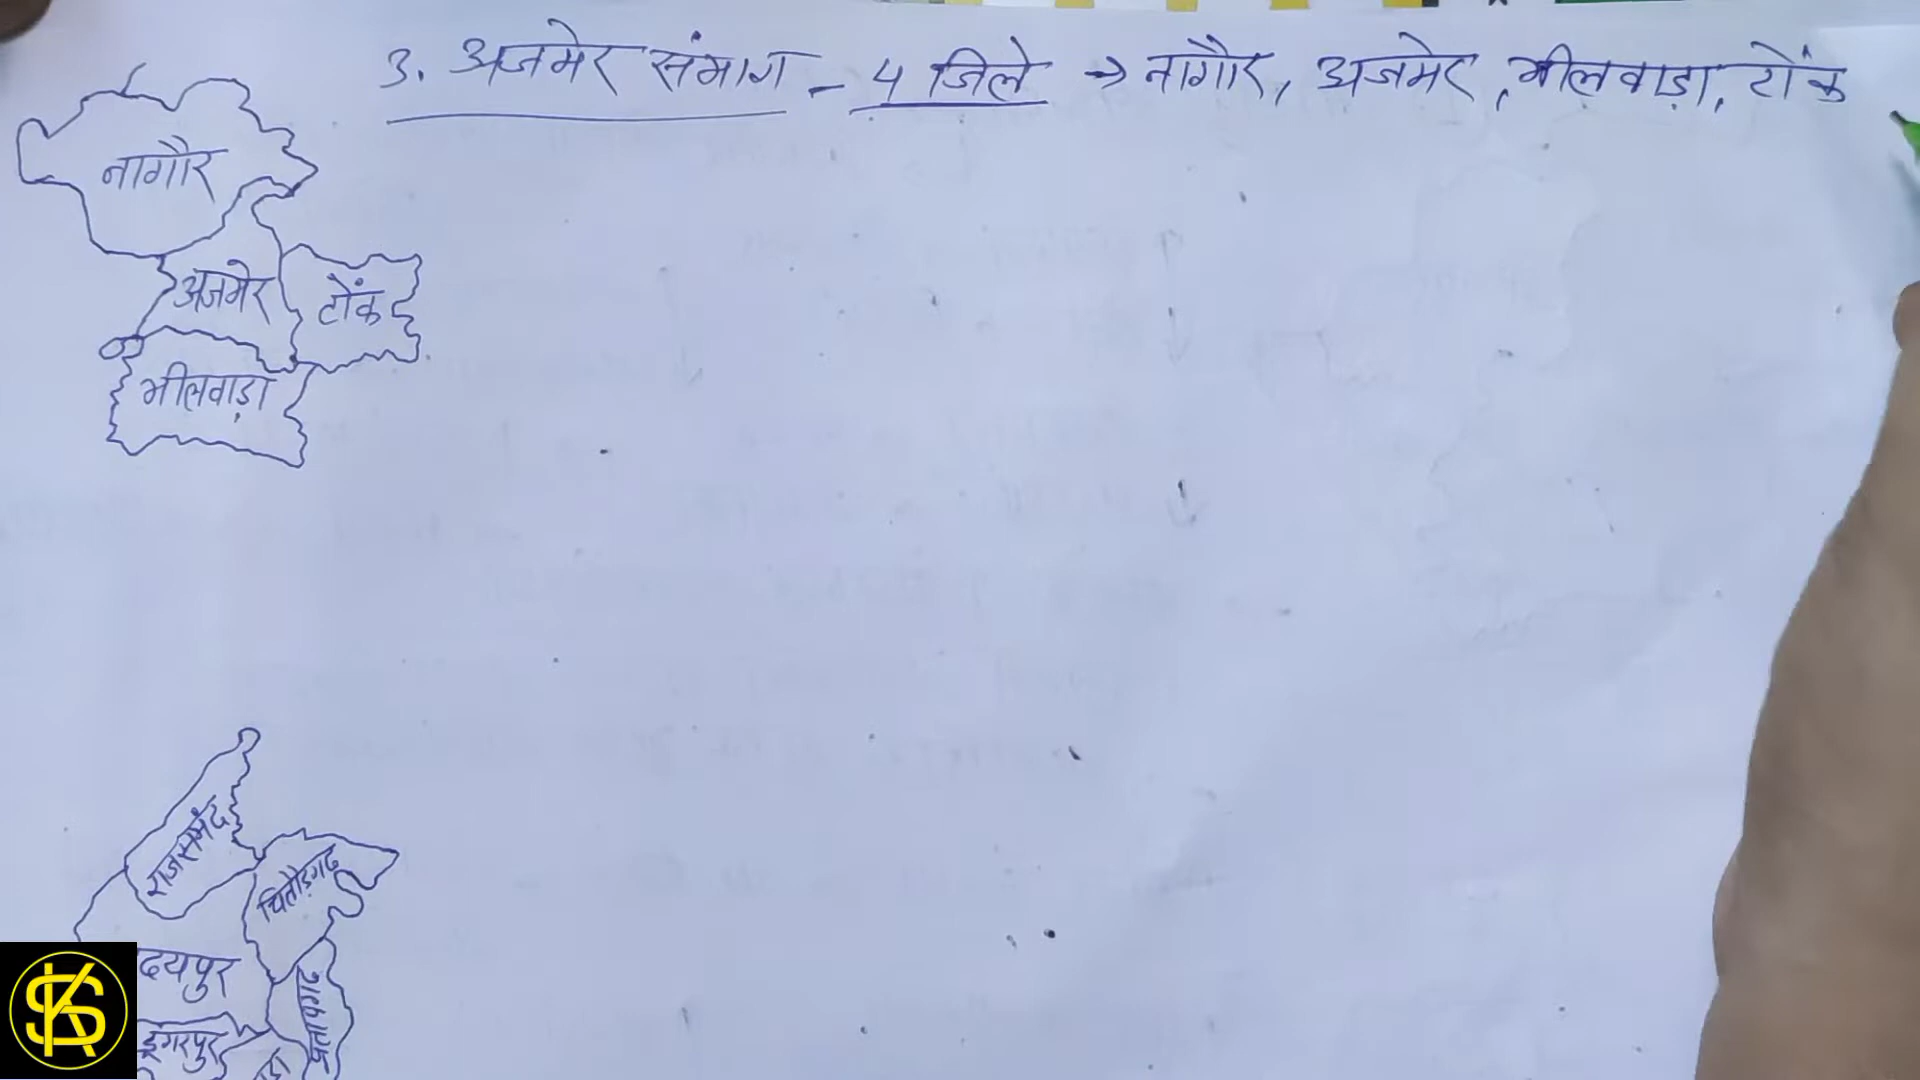 3. अजमेर संभाग - 4 जिले → नागौर, अजमेर, भीलवाड़ा, टोंक
नागौर
अजमेर
टोंक
भीलवाड़ा
राजसमंद
चितौड़गढ
दयपुर
प्रतापगढ
डूंगरपुर